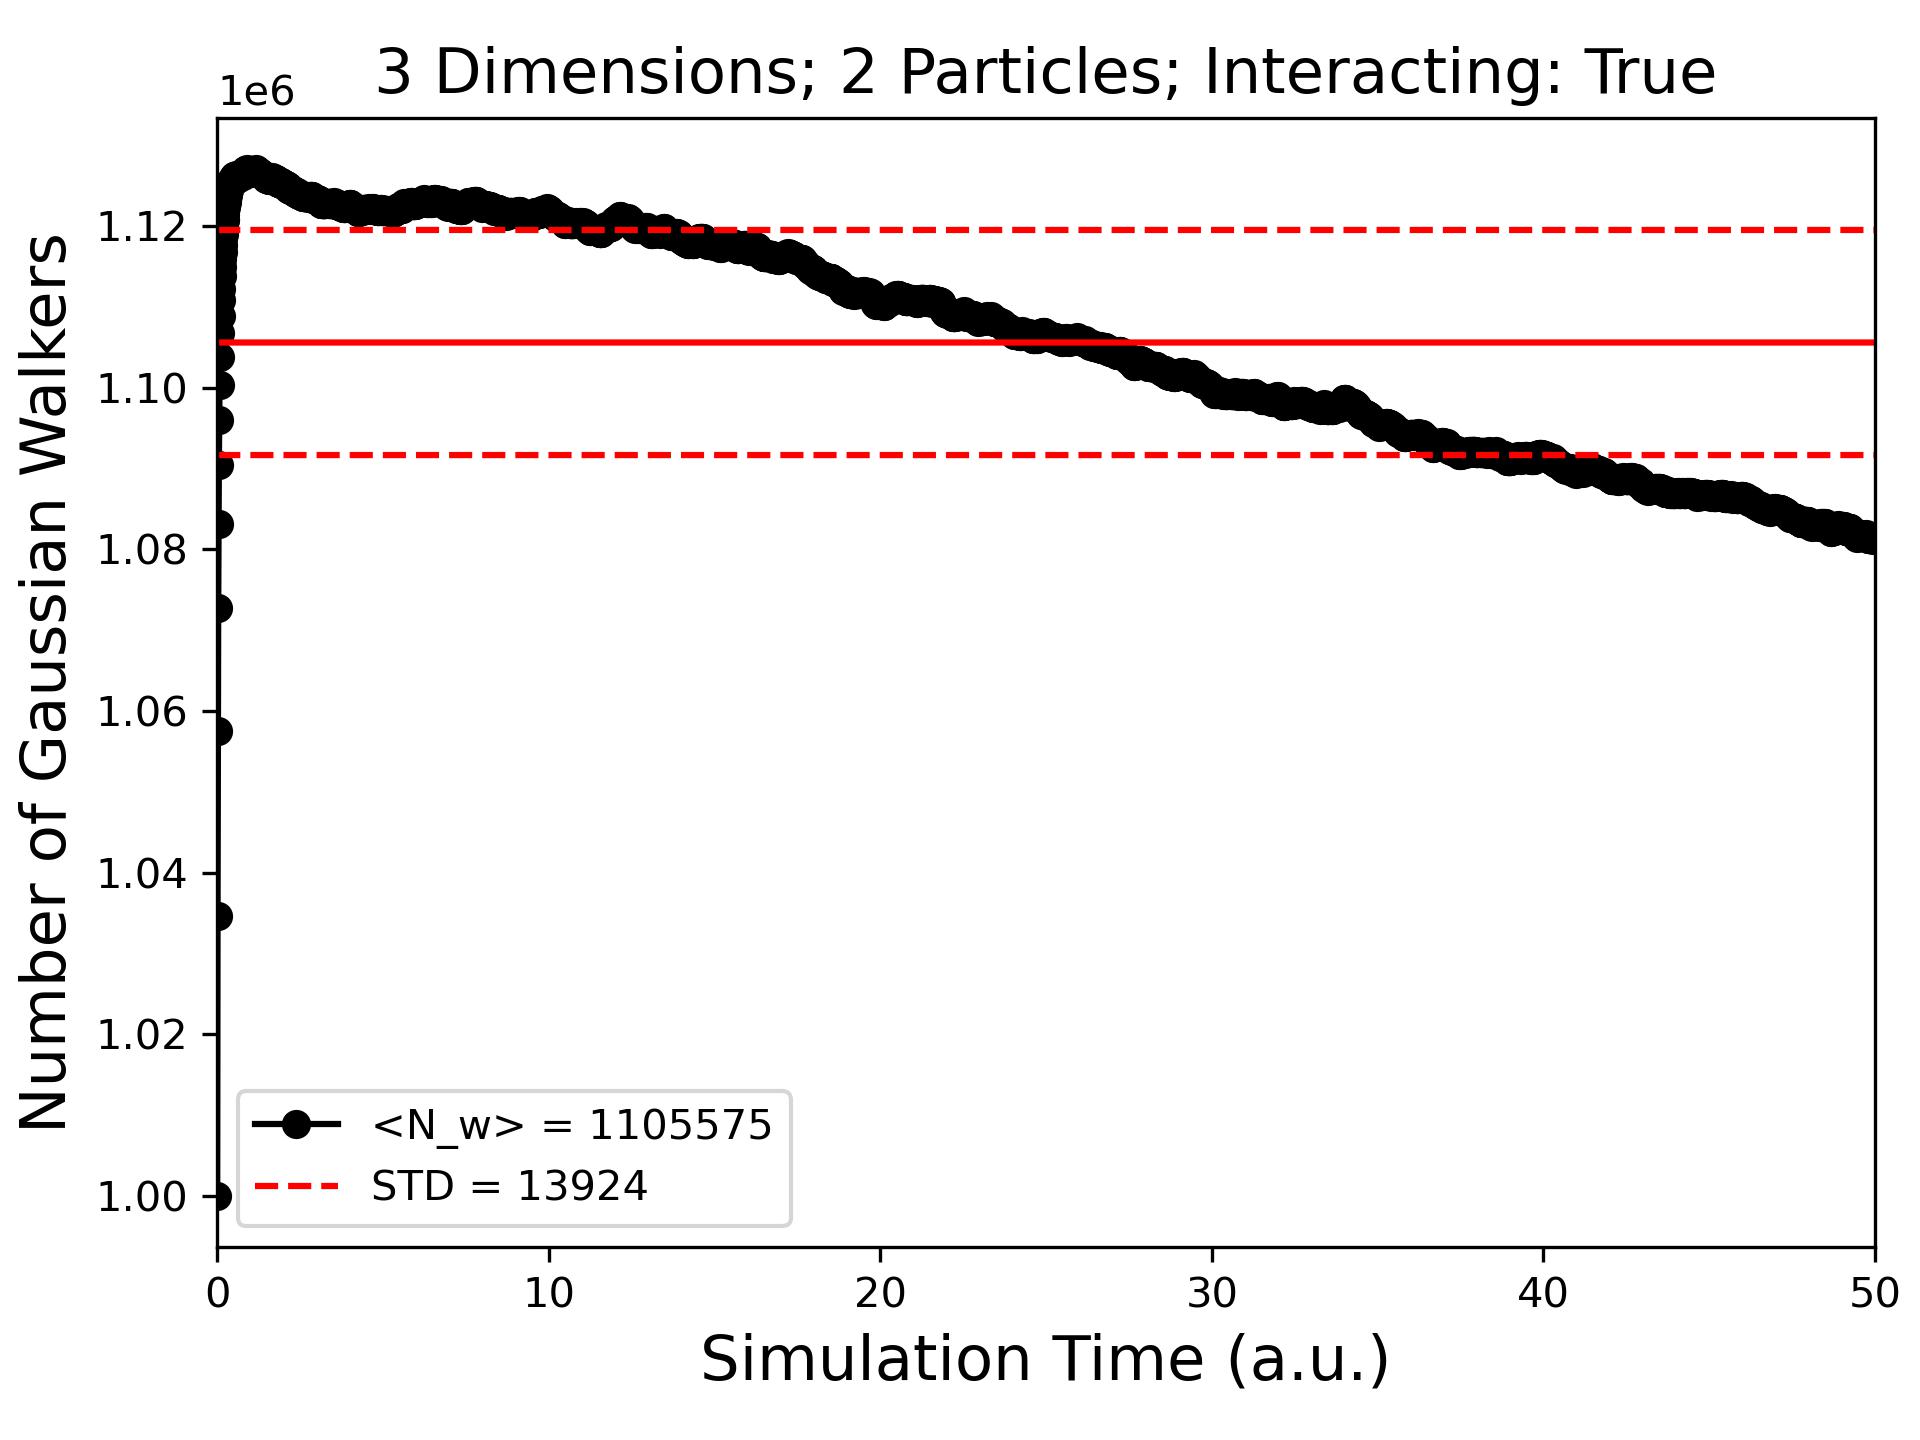 3 Dimensions; 2 Particles; Interacting: True
1e6
Number of Gaussian Walkers
1.12
1.10
1.08
1.06
1.04
1.02
1.00
<N_w> = 1105575
STD = 13924
0 10 20 30 40 50
Simulation Time (a.u.)